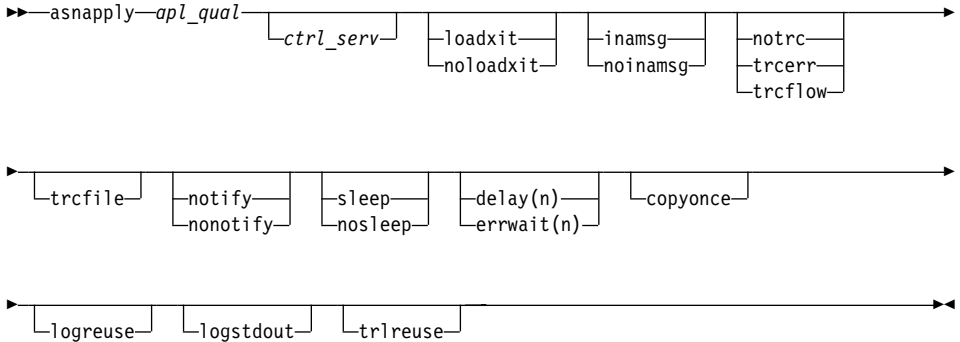 asnapply apl_qual
ctrl_serv
loadxit
noloadxit
inamsg
noinamsg
notrc
trcerr
trcflow
trcfile
notify
nonotify
sleep
nosleep
delay(n)
errwait(n)
copyonce
logreuse
logstdout
trlreuse